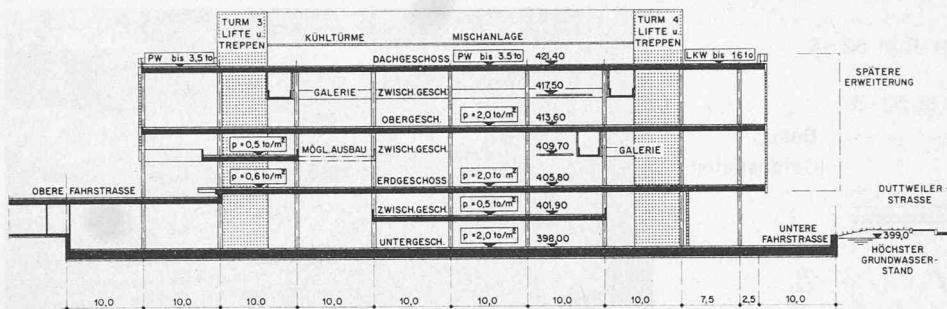 TURM 3
LIFTE u.
TREPPEN
KÜHLTÜRME
MISCHANLAGE
TURM 4
LIFTE u.
TREPPEN
PW bis 3,5 to
DACHGESCHOSS
PW bis 3.5 to
421,40
LKW bis 16 to
SPÄTERE
ERWEITERUNG
GALERIE
ZWISCH.GESCH.
417,50
OBERGESCH.
p = 2,0 to/m²
413,60
p = 0,5 to/m²
MÖGL. AUSBAU
ZWISCH.GESCH.
409,70
GALERIE
OBERE FAHRSTRASSE
p = 0,6 to/m²
ERDGESCHOSS
p = 2,0 to/m²
405,80
DUTTWEILER
STRASSE
ZWISCH.GESCH.
p = 0,5 to/m²
401,90
UNTERGESCH.
p = 2,0 to/m²
398,00
UNTERE
FAHRSTRASSE
399,0
HÖCHSTER
GRUNDWASSER-
STAND
10,0 10,0 10,0 10,0 10,0 10,0 10,0 10,0 7,5 2,5 10,0